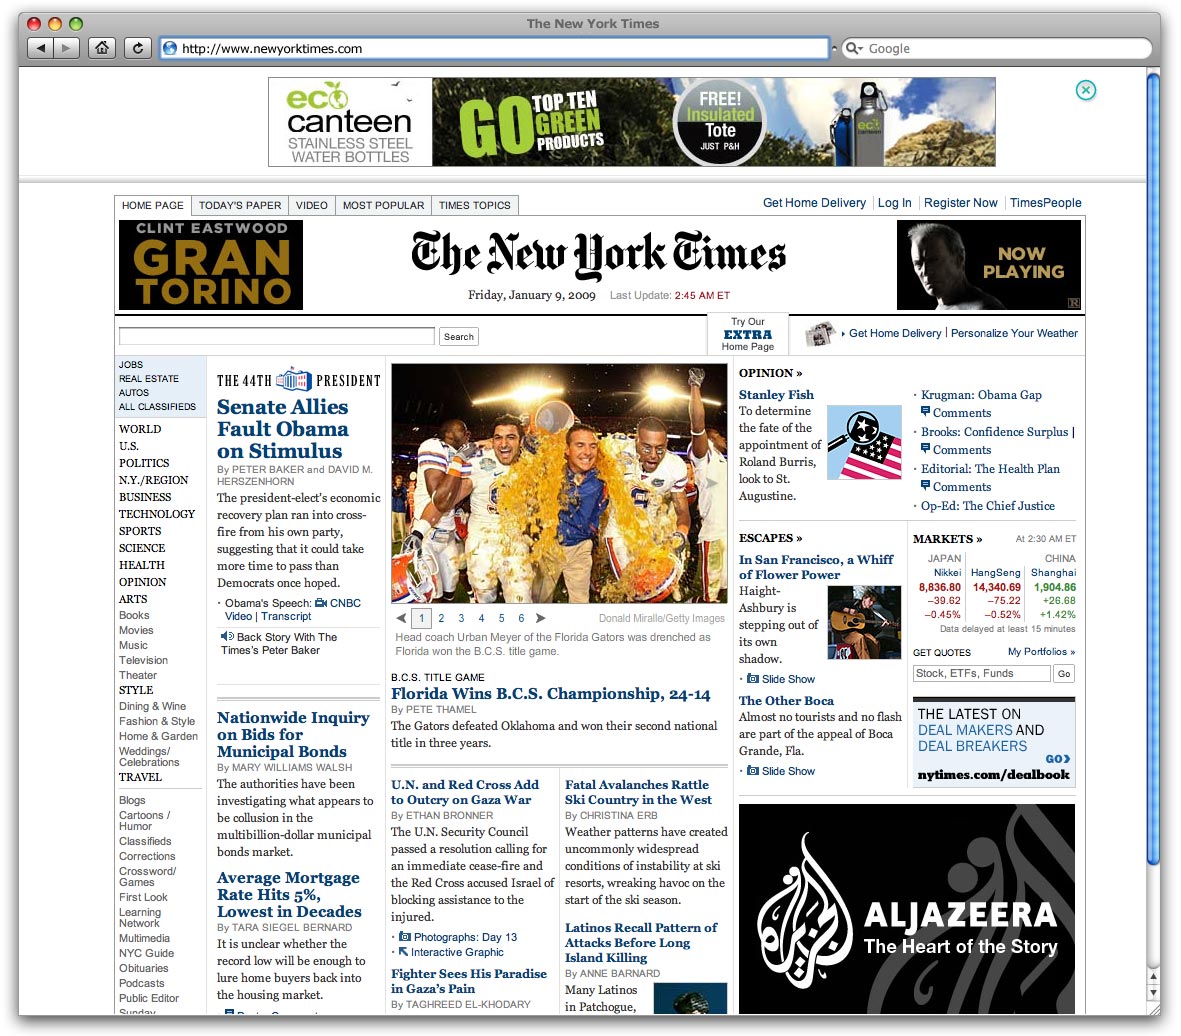 The New York Times
http://www.newyorktimes.com
Google
eco
canteen
STAINLESS STEEL
WATER BOTTLES
GO
TOP TEN
GREEN
PRODUCTS
FREE!
Insulated
Tote
JUST P&H
eco
canteen
HOME PAGE
TODAY'S PAPER
VIDEO
MOST POPULAR
TIMES TOPICS
Get Home Delivery
Log In
Register Now
TimesPeople
CLINT EASTWOOD
GRAN
TORINO
The New York Times
Friday, January 9, 2009 Last Update: 2:45 AM ET
NOW
PLAYING
R
Search
Try Our
EXTRA
Home Page
Get Home Delivery | Personalize Your Weather
JOBS
REAL ESTATE
AUTOS
ALL CLASSIFIEDS
WORLD
U.S.
POLITICS
N.Y./REGION
BUSINESS
TECHNOLOGY
SPORTS
SCIENCE
HEALTH
OPINION
ARTS
Books
Movies
Music
Television
Theater
STYLE
Dining & Wine
Fashion & Style
Home & Garden
Weddings/
Celebrations
TRAVEL
Blogs
Cartoons /
Humor
Classifieds
Corrections
Crossword/
Games
First Look
Learning
Network
Multimedia
NYC Guide
Obituaries
Podcasts
Public Editor
Sunday
THE 44TH PRESIDENT
Senate Allies
Fault Obama
on Stimulus
By PETER BAKER and DAVID M.
HERSZENHORN
The president-elect's economic
recovery plan ran into cross-
fire from his own party,
suggesting that it could take
more time to pass than
Democrats once hoped.
· Obama's Speech: CNBC
Video | Transcript
Back Story With The
Times's Peter Baker
Nationwide Inquiry
on Bids for
Municipal Bonds
By MARY WILLIAMS WALSH
The authorities have been
investigating what appears to
be collusion in the
multibillion-dollar municipal
bonds market.
Average Mortgage
Rate Hits 5%,
Lowest in Decades
By TARA SIEGEL BERNARD
It is unclear whether the
record low will be enough to
lure home buyers back into
the housing market.
1 2 3 4 5 6
Donald Miralle/Getty Images
Head coach Urban Meyer of the Florida Gators was drenched as
Florida won the B.C.S. title game.
B.C.S. TITLE GAME
Florida Wins B.C.S. Championship, 24-14
By PETE THAMEL
The Gators defeated Oklahoma and won their second national
title in three years.
U.N. and Red Cross Add
to Outcry on Gaza War
By ETHAN BRONNER
The U.N. Security Council
passed a resolution calling for
an immediate cease-fire and
the Red Cross accused Israel of
blocking assistance to the
injured.
· Photographs: Day 13
· Interactive Graphic
Fighter Sees His Paradise
in Gaza's Pain
By TAGHREED EL-KHODARY
Fatal Avalanches Rattle
Ski Country in the West
By CHRISTINA ERB
Weather patterns have created
uncommonly widespread
conditions of instability at ski
resorts, wreaking havoc on the
start of the ski season.
Latinos Recall Pattern of
Attacks Before Long
Island Killing
By ANNE BARNARD
Many Latinos
in Patchogue,
OPINION »
Stanley Fish
To determine
the fate of the
appointment of
Roland Burris,
look to St.
Augustine.
· Krugman: Obama Gap
Comments
· Brooks: Confidence Surplus |
Comments
· Editorial: The Health Plan
Comments
· Op-Ed: The Chief Justice
ESCAPES »
In San Francisco, a Whiff
of Flower Power
Haight-
Ashbury is
stepping out of
its own
shadow.
· Slide Show
The Other Boca
Almost no tourists and no flash
are part of the appeal of Boca
Grande, Fla.
· Slide Show
MARKETS » At 2:30 AM ET
JAPAN CHINA
Nikkei HangSeng Shanghai
8,836.80 14,340.69 1,904.86
−39.62 −75.22 +26.68
−0.45% −0.52% +1.42%
Data delayed at least 15 minutes
GET QUOTES My Portfolios »
Stock, ETFs, Funds Go
THE LATEST ON
DEAL MAKERS AND
DEAL BREAKERS
GO
nytimes.com/dealbook
الجزيرة
ALJAZEERA
The Heart of the Story